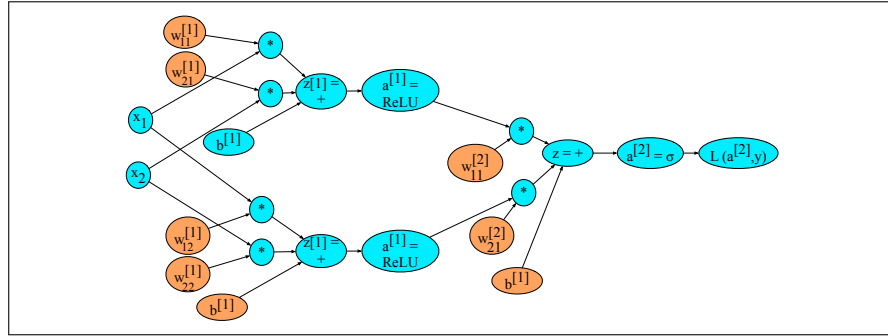 w[1]11
*
w[1]21
*
z[1] = +
a[1] = ReLU
x1
b[1]
*
w[2]11
z = +
a[2] = σ
L (a[2],y)
x2
*
w[1]12
*
w[2]21
z[1] = +
a[1] = ReLU
*
w[1]22
b[1]
b[1]